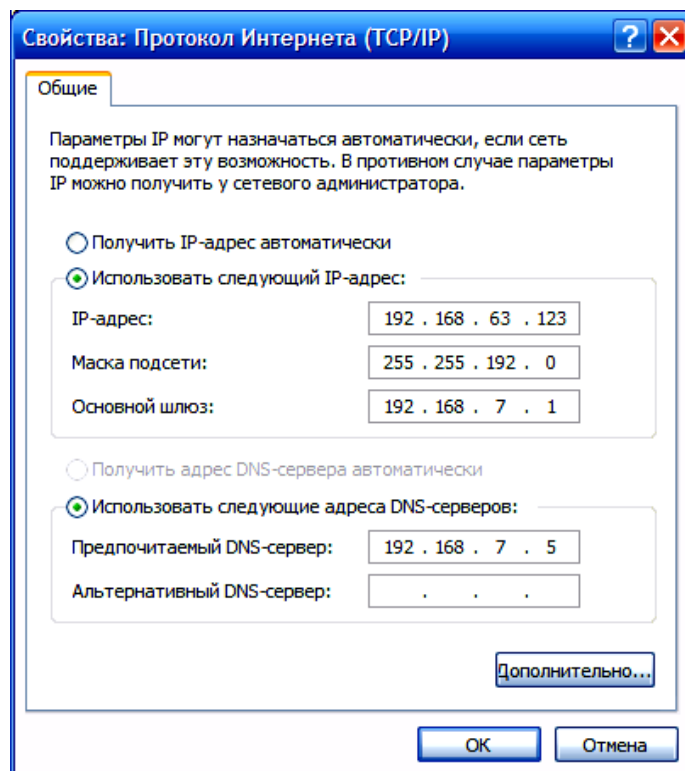 Свойства: Протокол Интернета (TCP/IP)
Общие
Параметры IP могут назначаться автоматически, если сеть
поддерживает эту возможность. В противном случае параметры
IP можно получить у сетевого администратора.
Получить IP-адрес автоматически
Использовать следующий IP-адрес:
IP-адрес: 192 . 168 . 63 . 123
Маска подсети: 255 . 255 . 192 . 0
Основной шлюз: 192 . 168 . 7 . 1
Получить адрес DNS-сервера автоматически
Использовать следующие адреса DNS-серверов:
Предпочитаемый DNS-сервер: 192 . 168 . 7 . 5
Альтернативный DNS-сервер: . . .
Дополнительно...
ОК Отмена